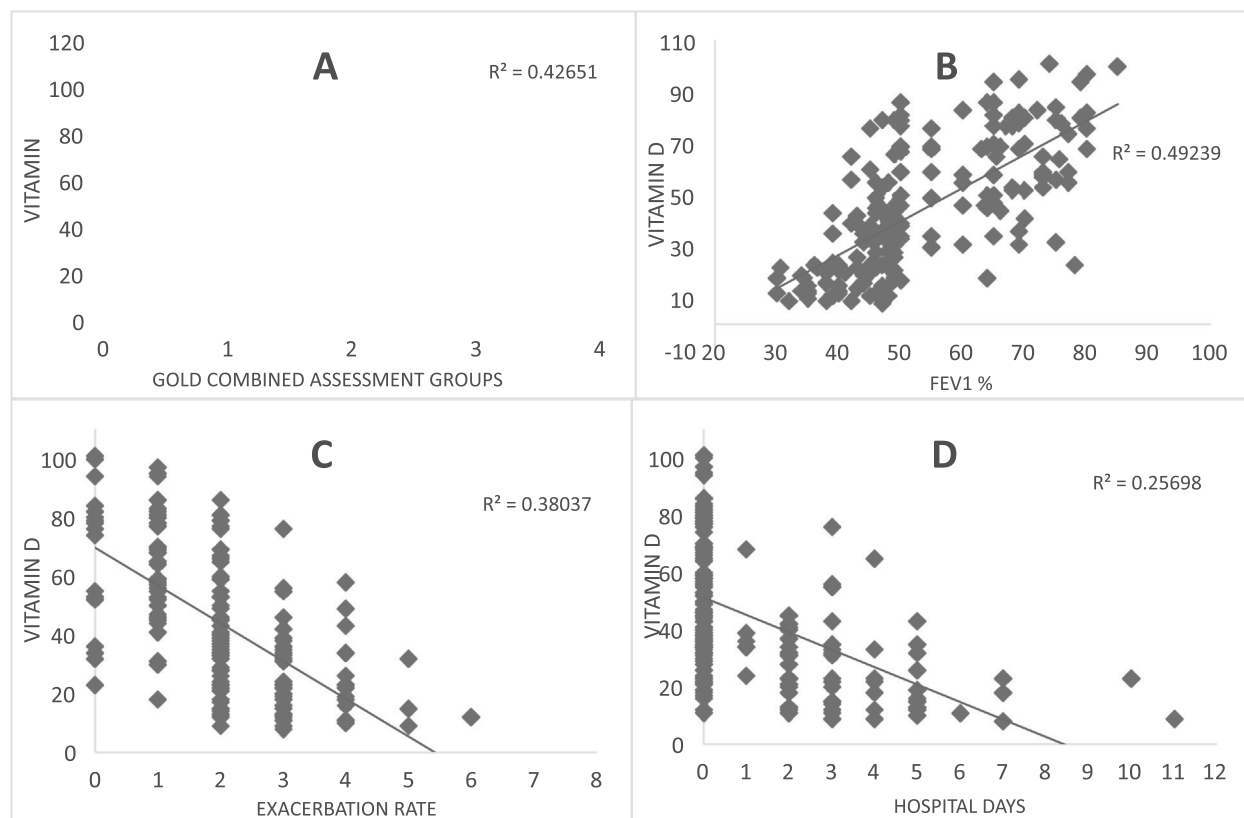 A
R² = 0.42651
VITAMIN
120
100
80
60
40
20
0
0 1 2 3 4
GOLD COMBINED ASSESSMENT GROUPS
B
R² = 0.49239
VITAMIN D
110
90
70
50
30
10
-10
20 30 40 50 60 70 80 90 100
FEV1 %
C
R² = 0.38037
VITAMIN D
100
80
60
40
20
0
0 1 2 3 4 5 6 7 8
EXACERBATION RATE
D
R² = 0.25698
VITAMIN D
100
80
60
40
20
0
0 1 2 3 4 5 6 7 8 9 10 11 12
HOSPITAL DAYS